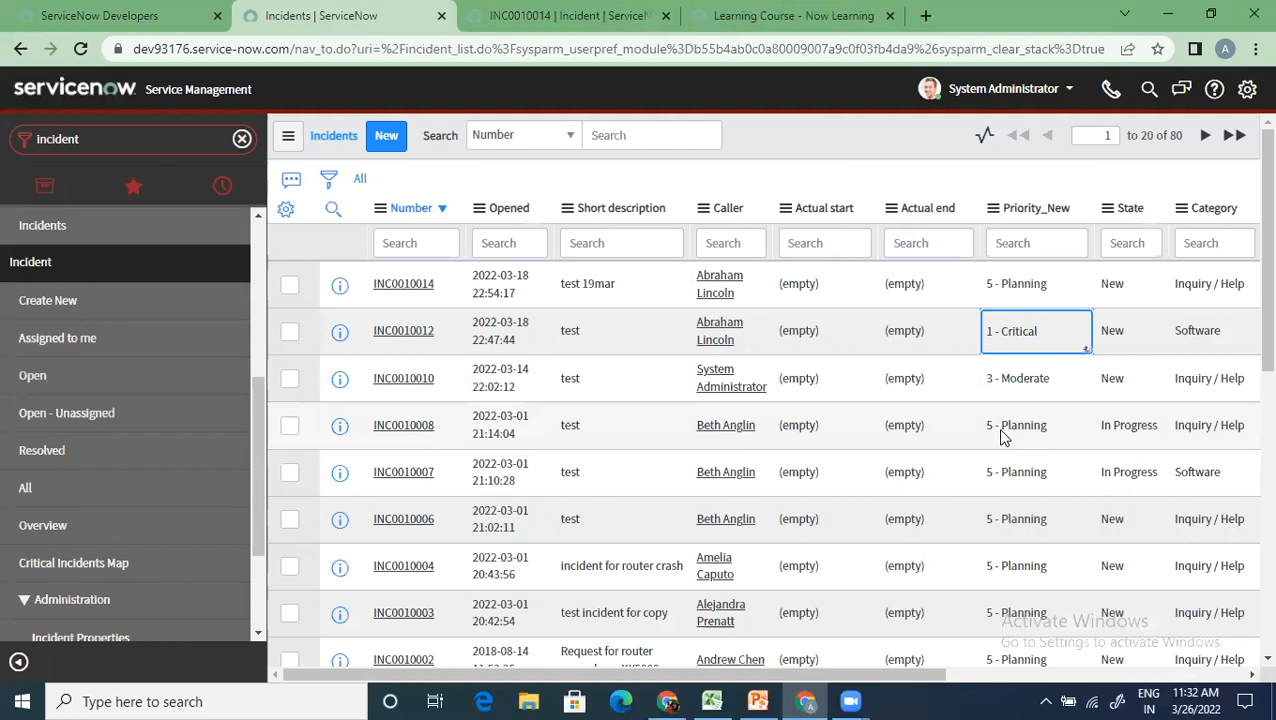 ServiceNow Developers
Incidents | ServiceNow
INC0010014 | Incident | Service
Learning Course - Now Learning
dev93176.service-now.com/nav_to.do?uri=%2Fincident_list.do%3Fsysparm_userpref_module%3Db55b4ab0c0a80009007a9c0f03fb4da9%26sysparm_clear_stack%3Dtrue
A
servicenow Service Management
System Administrator
incident
Incidents
Incident
Create New
Assigned to me
Open
Open - Unassigned
Resolved
All
Overview
Critical Incidents Map
Administration
Incident Properties
Incidents New Search Number Search 1 to 20 of 80
All
Number Opened Short description Caller Actual start Actual end Priority_New State Category
Search Search Search Search Search Search Search Search Search
INC0010014 2022-03-18 22:54:17 test 19mar Abraham Lincoln (empty) (empty) 5 - Planning New Inquiry / Help
INC0010012 2022-03-18 22:47:44 test Abraham Lincoln (empty) (empty) 1 - Critical New Software
INC0010010 2022-03-14 22:02:12 test System Administrator (empty) (empty) 3 - Moderate New Inquiry / Help
INC0010008 2022-03-01 21:14:04 test Beth Anglin (empty) (empty) 5 - Planning In Progress Inquiry / Help
INC0010007 2022-03-01 21:10:28 test Beth Anglin (empty) (empty) 5 - Planning In Progress Software
INC0010006 2022-03-01 21:02:11 test Beth Anglin (empty) (empty) 5 - Planning New Inquiry / Help
INC0010004 2022-03-01 20:43:56 incident for router crash Amelia Caputo (empty) (empty) 5 - Planning New Inquiry / Help
INC0010003 2022-03-01 20:42:54 test incident for copy Alejandra Prenatt (empty) (empty) 5 - Planning New Inquiry / Help
INC0010002 2018-08-14 Request for router Andrew Chen (empty) (empty) 5 - Planning New Inquiry / Help
Activate Windows
Go to Settings to activate Windows.
Type here to search
ENG
IN
11:32 AM
3/26/2022